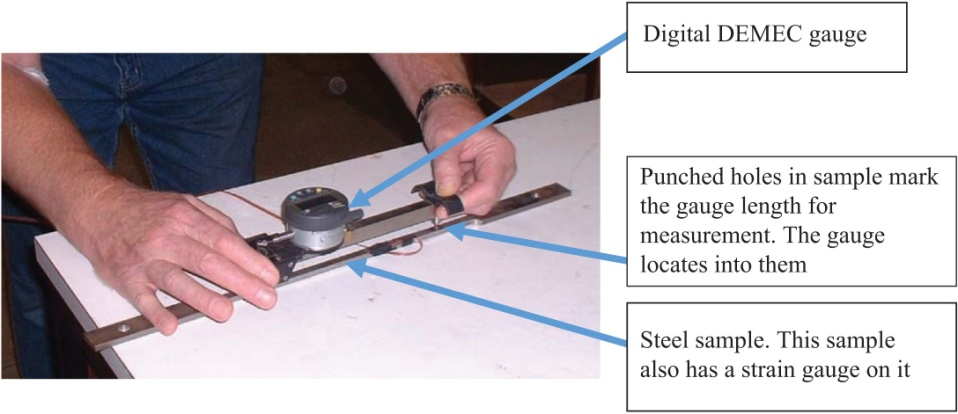 Digital DEMEC gauge
Punched holes in sample mark
the gauge length for
measurement. The gauge
locates into them
Steel sample. This sample
also has a strain gauge on it